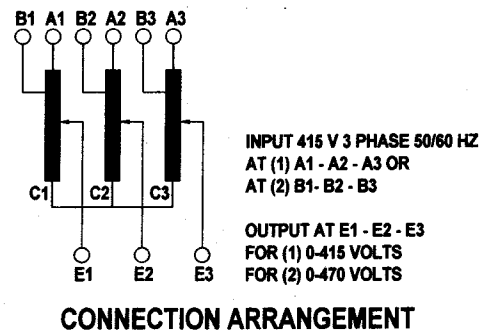 B1 A1 B2 A2 B3 A3
INPUT 415 V 3 PHASE 50/60 HZ
AT (1) A1 - A2 - A3 OR
AT (2) B1- B2 - B3
C1 C2 C3
OUTPUT AT E1 - E2 - E3
FOR (1) 0-415 VOLTS
FOR (2) 0-470 VOLTS
E1 E2 E3
CONNECTION ARRANGEMENT